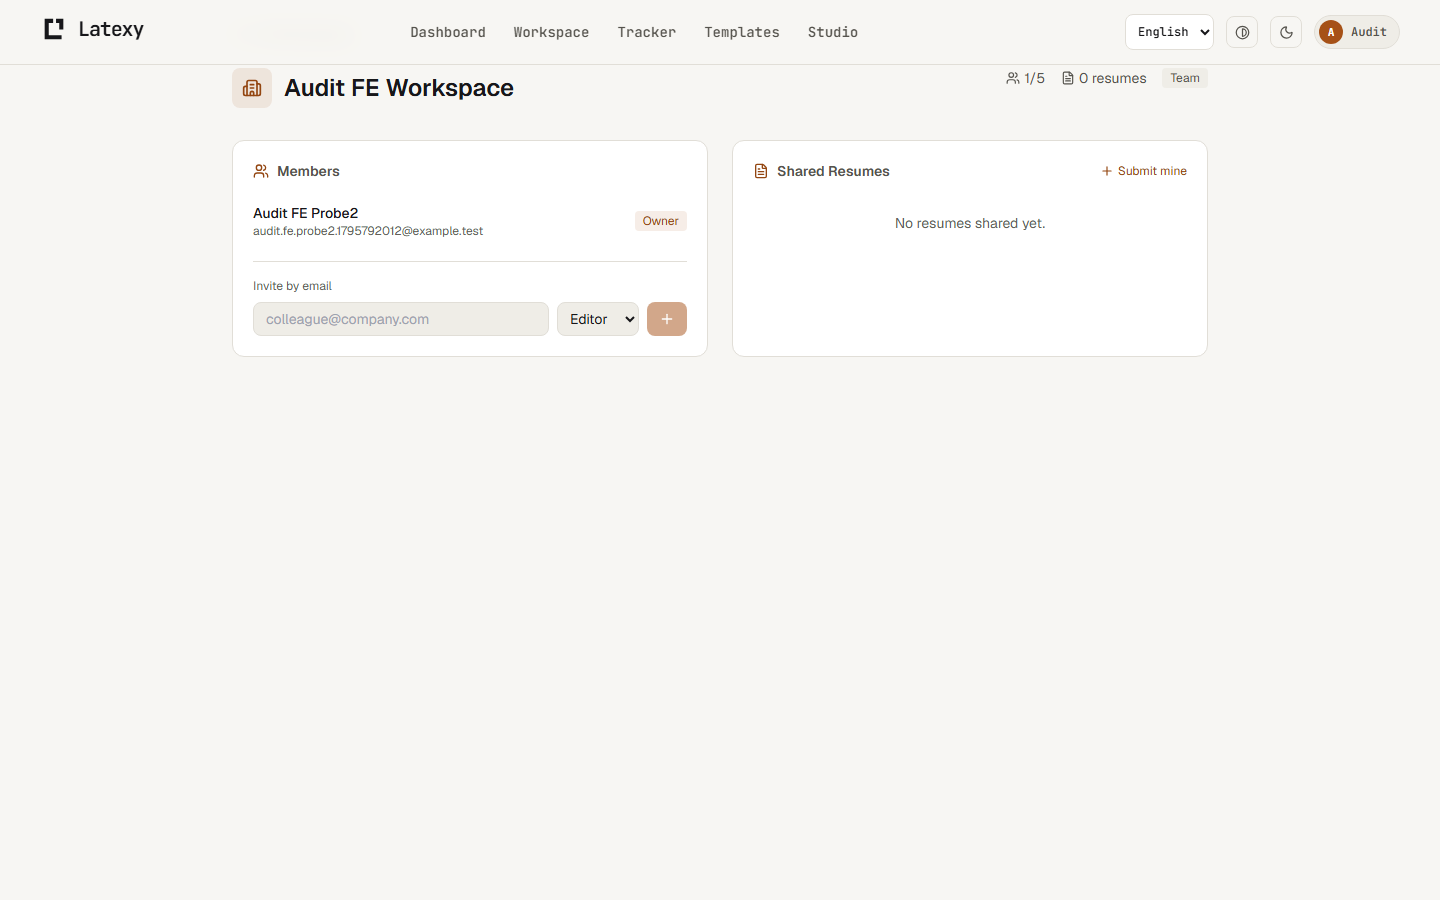 Latexy
Dashboard Workspace Tracker Templates Studio
English
A Audit
Audit FE Workspace
1/5 0 resumes Team
Members
Audit FE Probe2
audit.fe.probe2.1795792012@example.test
Owner
Invite by email
colleague@company.com Editor +
Shared Resumes
+ Submit mine
No resumes shared yet.